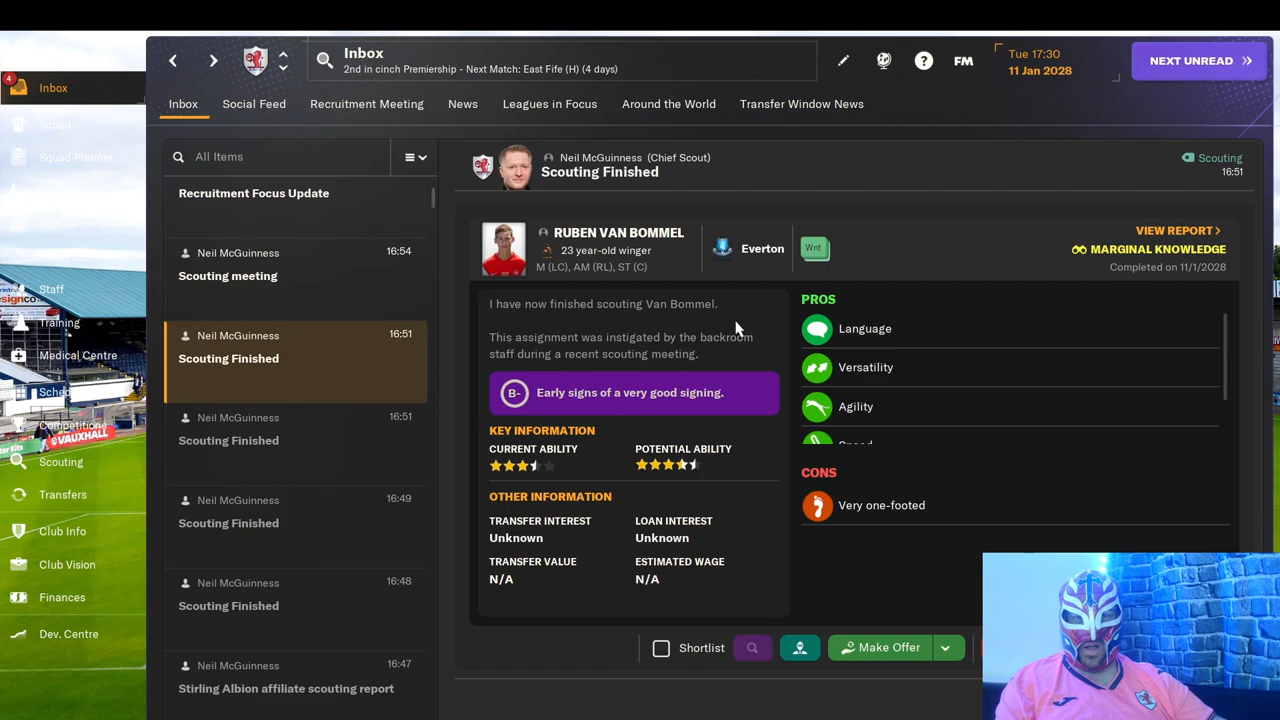 Inbox
2nd in cinch Premiership - Next Match: East Fife (H) (4 days)
FM
Tue 17:30
11 Jan 2028
NEXT UNREAD
4
Inbox
Squad
Squad Planner
Staff
Training
Medical Centre
Sched
Competitions
Scouting
Transfers
Club Info
Club Vision
Finances
Dev. Centre
VAUXHALL
Inbox
Social Feed
Recruitment Meeting
News
Leagues in Focus
Around the World
Transfer Window News
All Items
Recruitment Focus Update
Neil McGuinness 16:54
Scouting meeting
Neil McGuinness 16:51
Scouting Finished
Neil McGuinness 16:51
Scouting Finished
Neil McGuinness 16:49
Scouting Finished
Neil McGuinness 16:48
Scouting Finished
Neil McGuinness 16:47
Stirling Albion affiliate scouting report
Neil McGuinness (Chief Scout)
Scouting Finished
Scouting
16:51
RUBEN VAN BOMMEL
23 year-old winger
M (LC), AM (RL), ST (C)
Everton
Wnt
VIEW REPORT >
MARGINAL KNOWLEDGE
Completed on 11/1/2028
I have now finished scouting Van Bommel.
This assignment was instigated by the backroom
staff during a recent scouting meeting.
B- Early signs of a very good signing.
KEY INFORMATION
CURRENT ABILITY
POTENTIAL ABILITY
OTHER INFORMATION
TRANSFER INTEREST
Unknown
LOAN INTEREST
Unknown
TRANSFER VALUE
N/A
ESTIMATED WAGE
N/A
PROS
Language
Versatility
Agility
Speed
CONS
Very one-footed
Shortlist
Make Offer